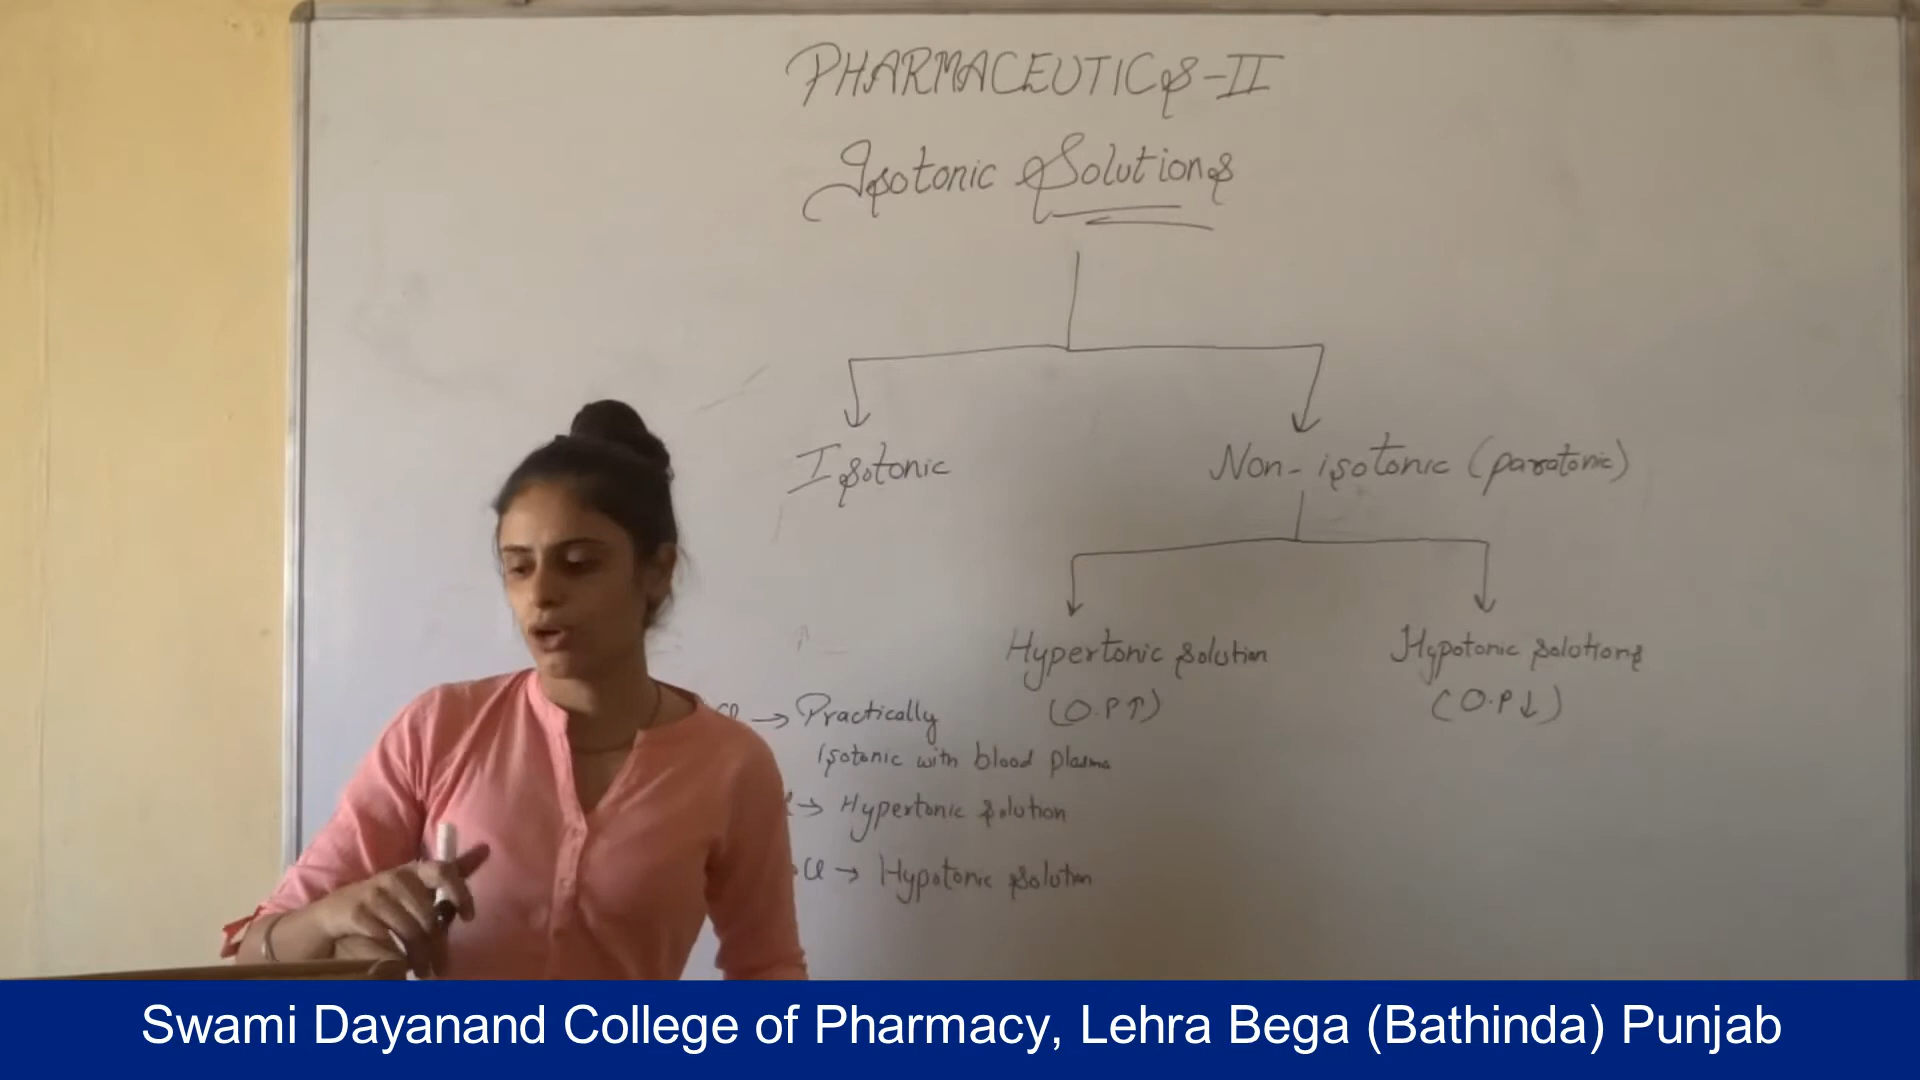 PHARMACEUTICS-II
Isotonic Solutions
Isotonic
Non-isotonic (paratonic)
Hypertonic solution
(O.P↑)
Hypotonic solutions
(O.P↓)
→ Practically
Isotonic with blood plasma
→ Hypertonic solution
Cl → Hypotonic solution
Swami Dayanand College of Pharmacy, Lehra Bega (Bathinda) Punjab